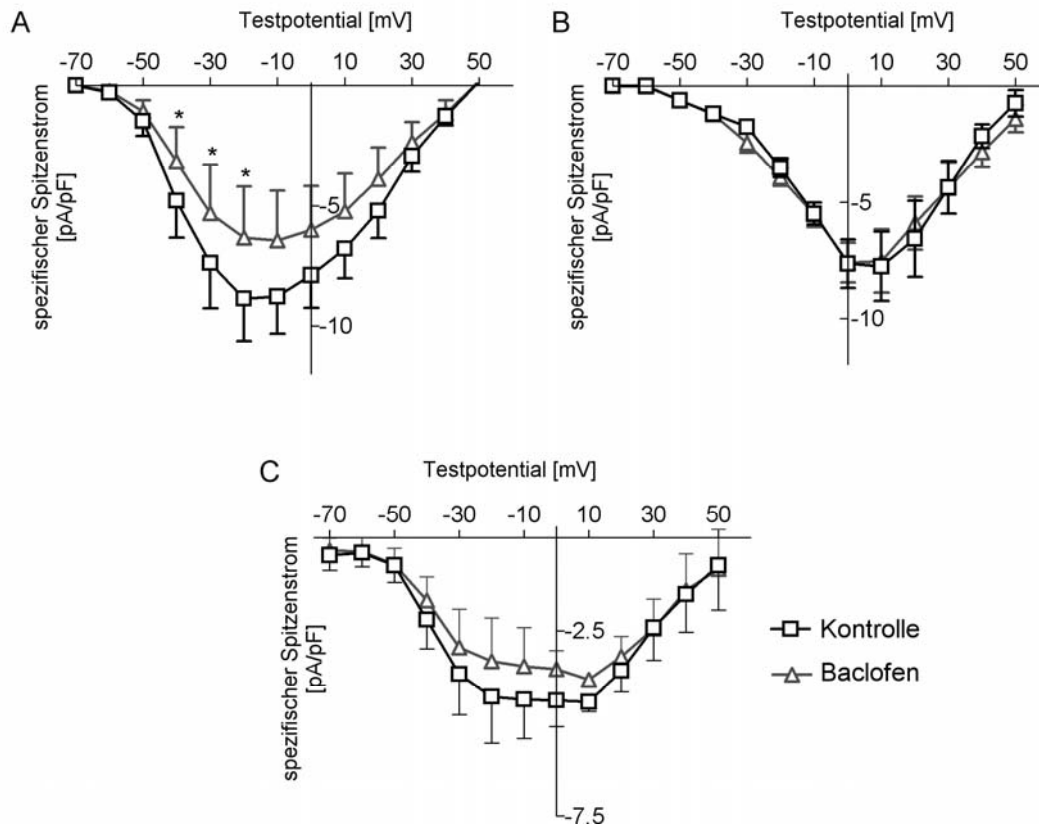 A
Testpotential [mV]
-70 -50 -30 -10 10 30 50
* * *
-5
-10
spezifischer Spitzenstrom
[pA/pF]
B
Testpotential [mV]
-70 -50 -30 -10 10 30 50
-5
-10
spezifischer Spitzenstrom
[pA/pF]
C
Testpotential [mV]
-70 -50 -30 -10 10 30 50
-2.5
-7.5
spezifischer Spitzenstrom
[pA/pF]
Kontrolle
Baclofen